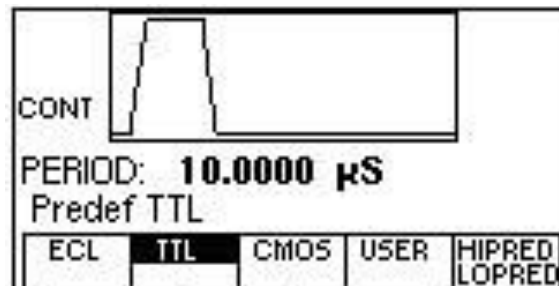 CONT
PERIOD: 10.0000 µS
Predef TTL
ECL TTL CMOS USER HIPRED
LOPRED